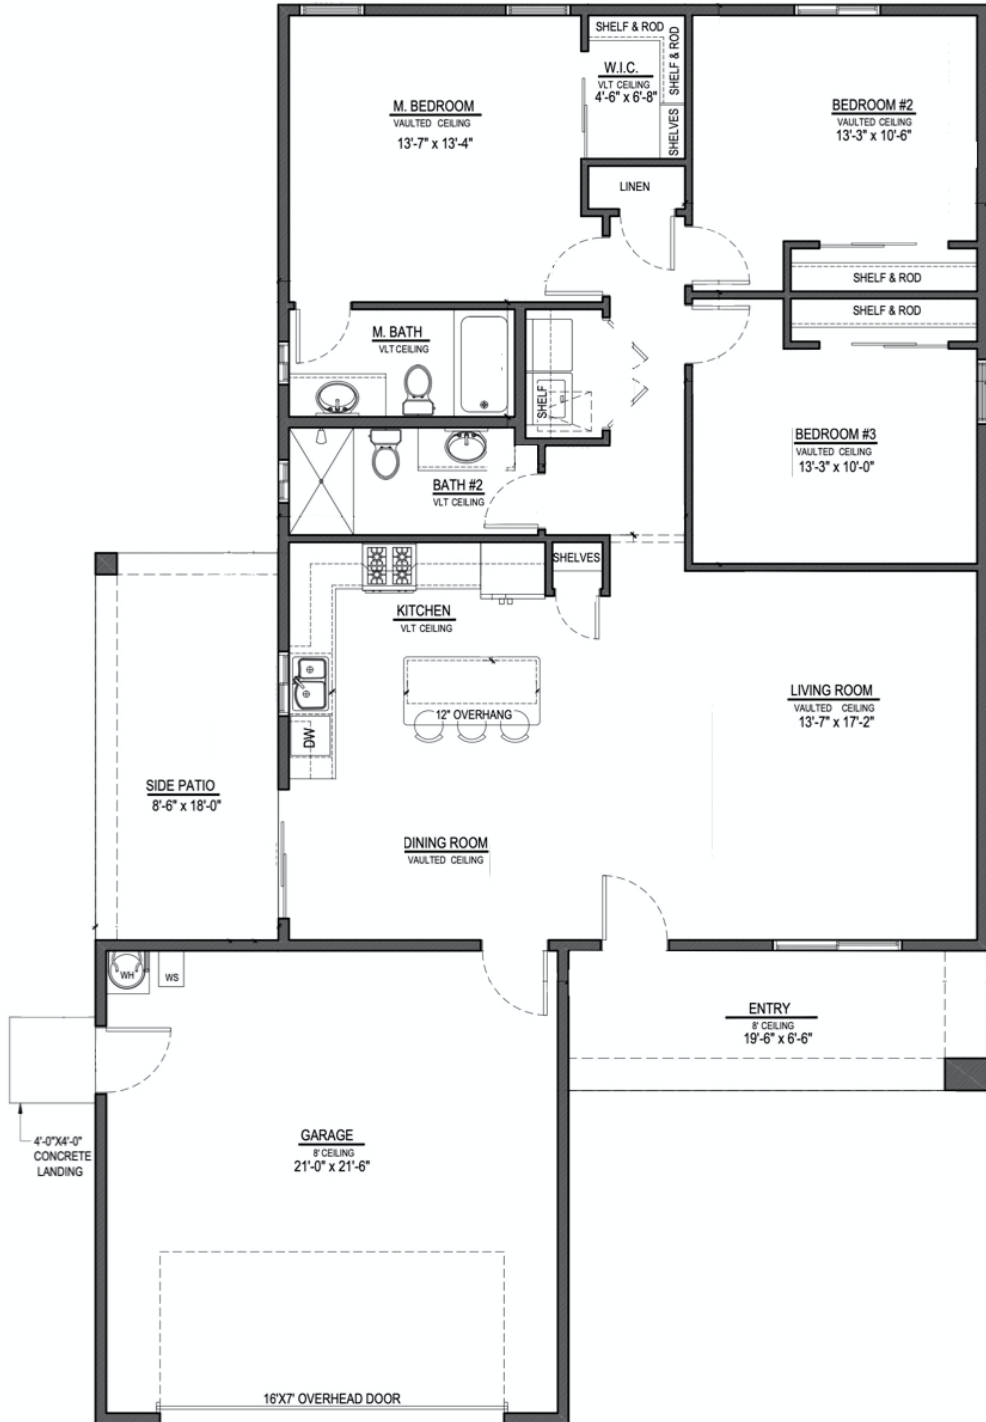 SHELF & ROD
SHELF & ROD
W.I.C.
VLT CEILING
4'-6" x 6'-8"
SHELVES
M. BEDROOM
VAULTED CEILING
13'-7" x 13'-4"
BEDROOM #2
VAULTED CEILING
13'-3" x 10'-6"
LINEN
SHELF & ROD
SHELF & ROD
M. BATH
VLT CEILING
SHELF
BEDROOM #3
VAULTED CEILING
13'-3" x 10'-0"
BATH #2
VLT CEILING
SHELVES
KITCHEN
VLT CEILING
12" OVERHANG
DW
LIVING ROOM
VAULTED CEILING
13'-7" x 17'-2"
SIDE PATIO
8'-6" x 18'-0"
DINING ROOM
VAULTED CEILING
WH
WS
ENTRY
8' CEILING
19'-6" x 6'-6"
4'-0"X4'-0"
CONCRETE
LANDING
GARAGE
8' CEILING
21'-0" x 21'-6"
16'X7' OVERHEAD DOOR